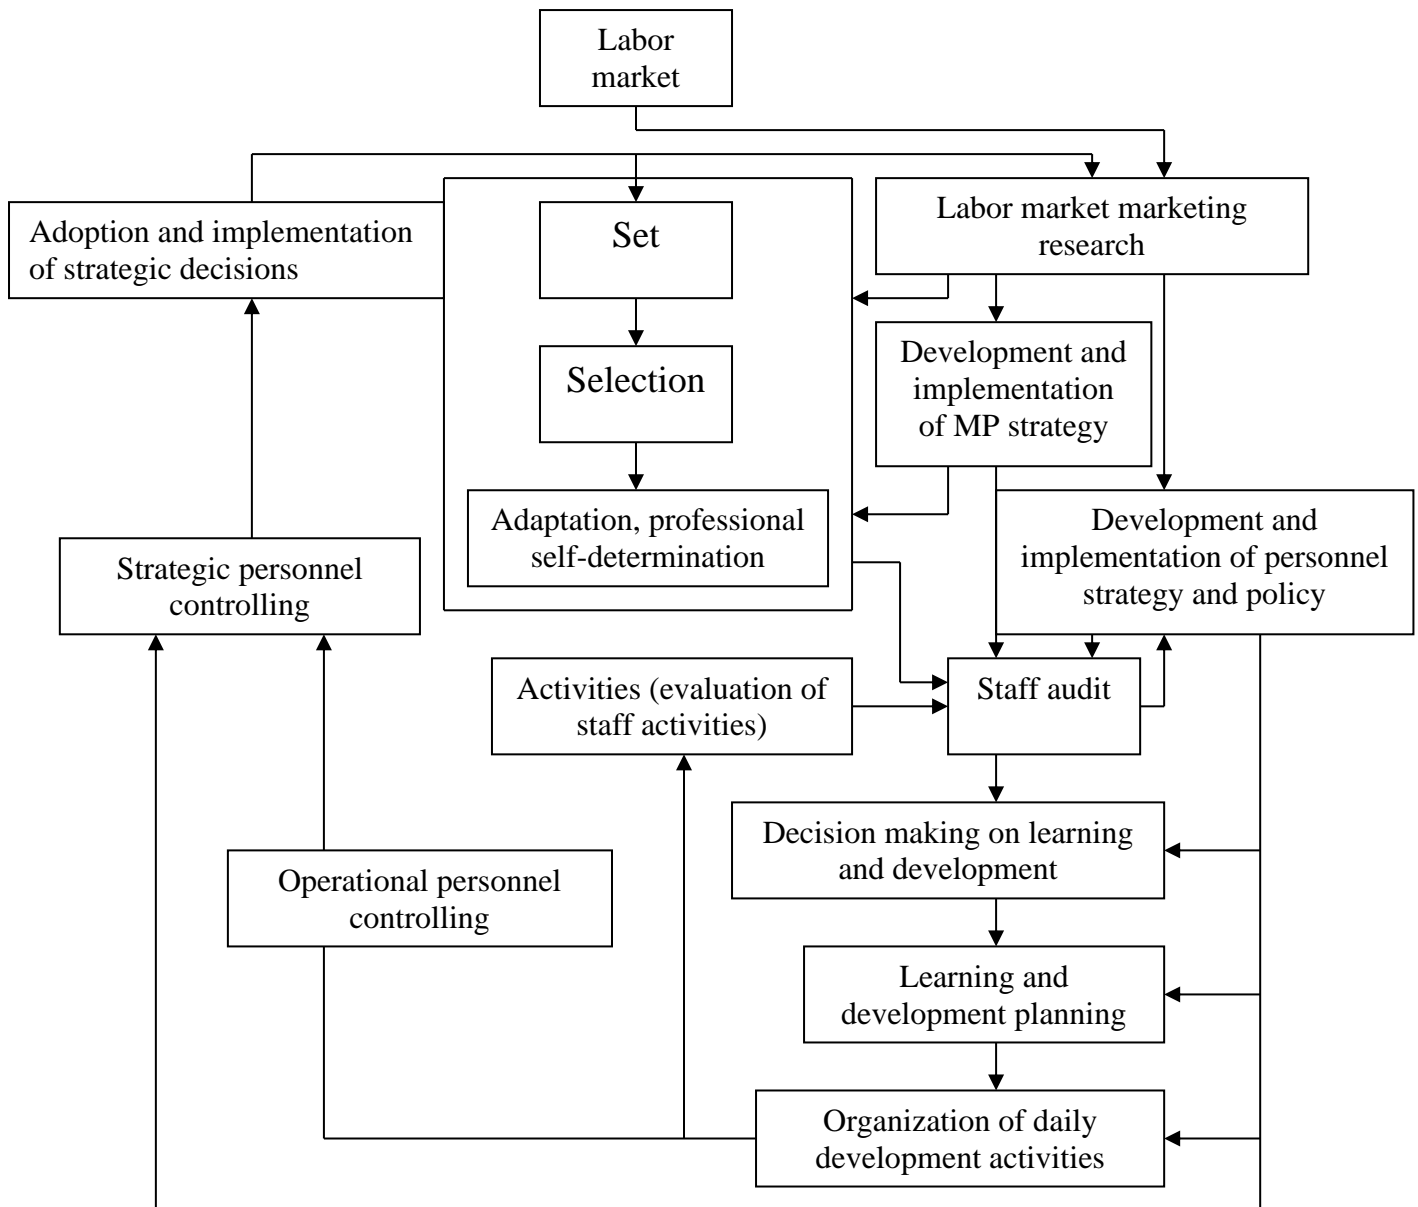 Labor
market
Adoption and implementation
of strategic decisions
Set
Labor market marketing
research
Selection
Development and
implementation
of MP strategy
Adaptation, professional
self-determination
Development and
implementation of personnel
strategy and policy
Strategic personnel
controlling
Activities (evaluation of
staff activities)
Staff audit
Decision making on learning
and development
Operational personnel
controlling
Learning and
development planning
Organization of daily
development activities